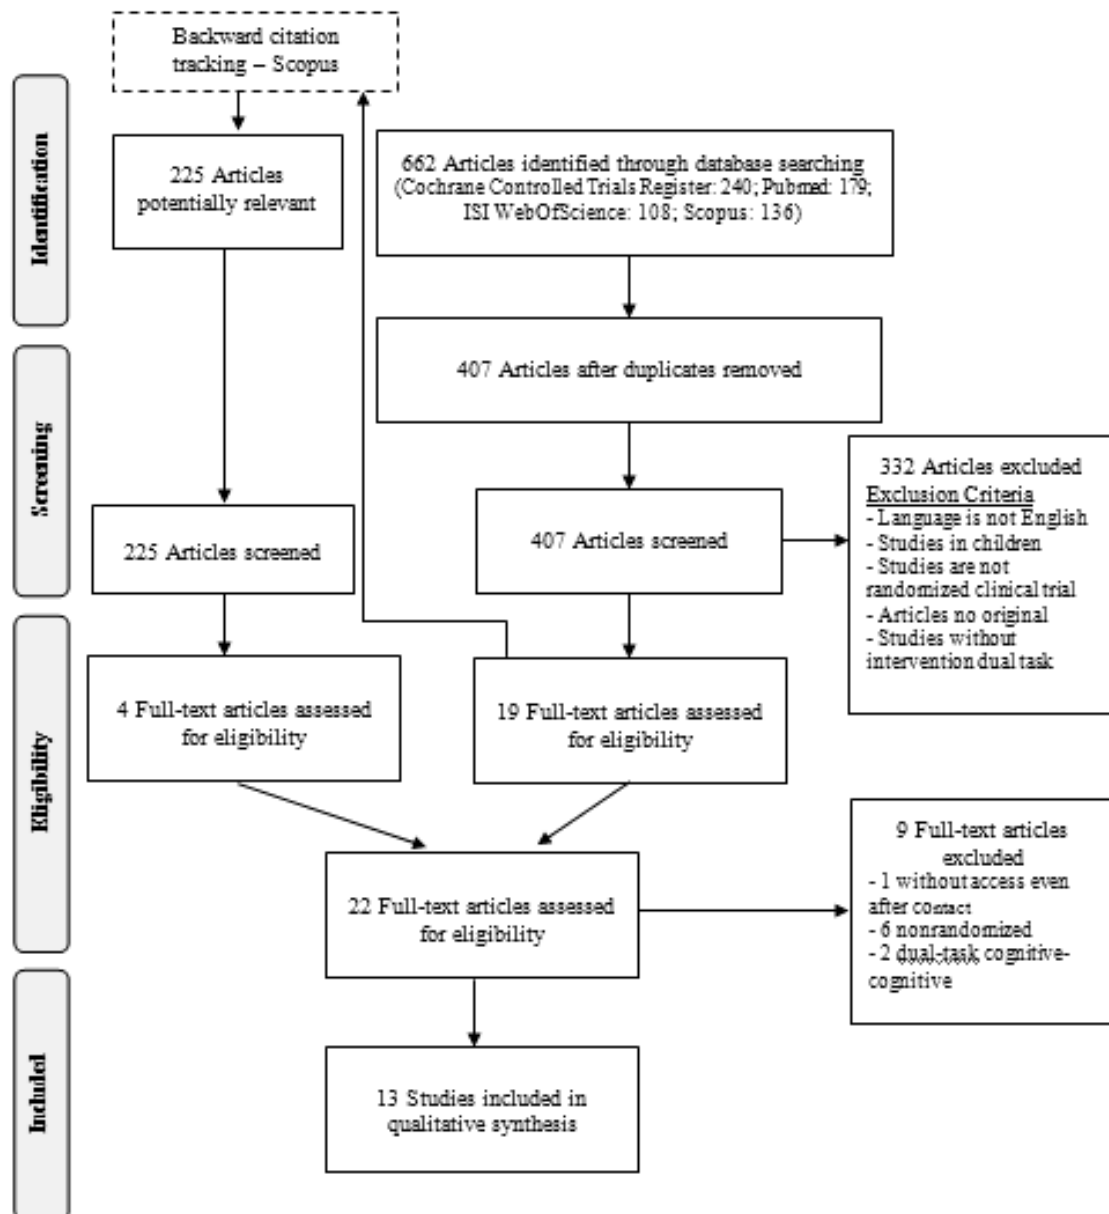 Backward citation
tracking – Scopus
Identification
225 Articles
potentially relevant
662 Articles identified through database searching
(Cochrane Controlled Trials Register: 240; Pubmed: 179;
ISI WebOfScience: 108; Scopus: 136)
407 Articles after duplicates removed
Screening
225 Articles screened
407 Articles screened
332 Articles excluded
Exclusion Criteria
- Language is not English
- Studies in children
- Studies are not
randomized clinical trial
- Articles no original
- Studies without
intervention dual task
Eligibility
4 Full-text articles assessed
for eligibility
19 Full-text articles assessed
for eligibility
22 Full-text articles assessed
for eligibility
9 Full-text articles
excluded
- 1 without access even
after contact
- 6 nonrandomized
- 2 dual-task cognitive-
cognitive
Included
13 Studies included in
qualitative synthesis